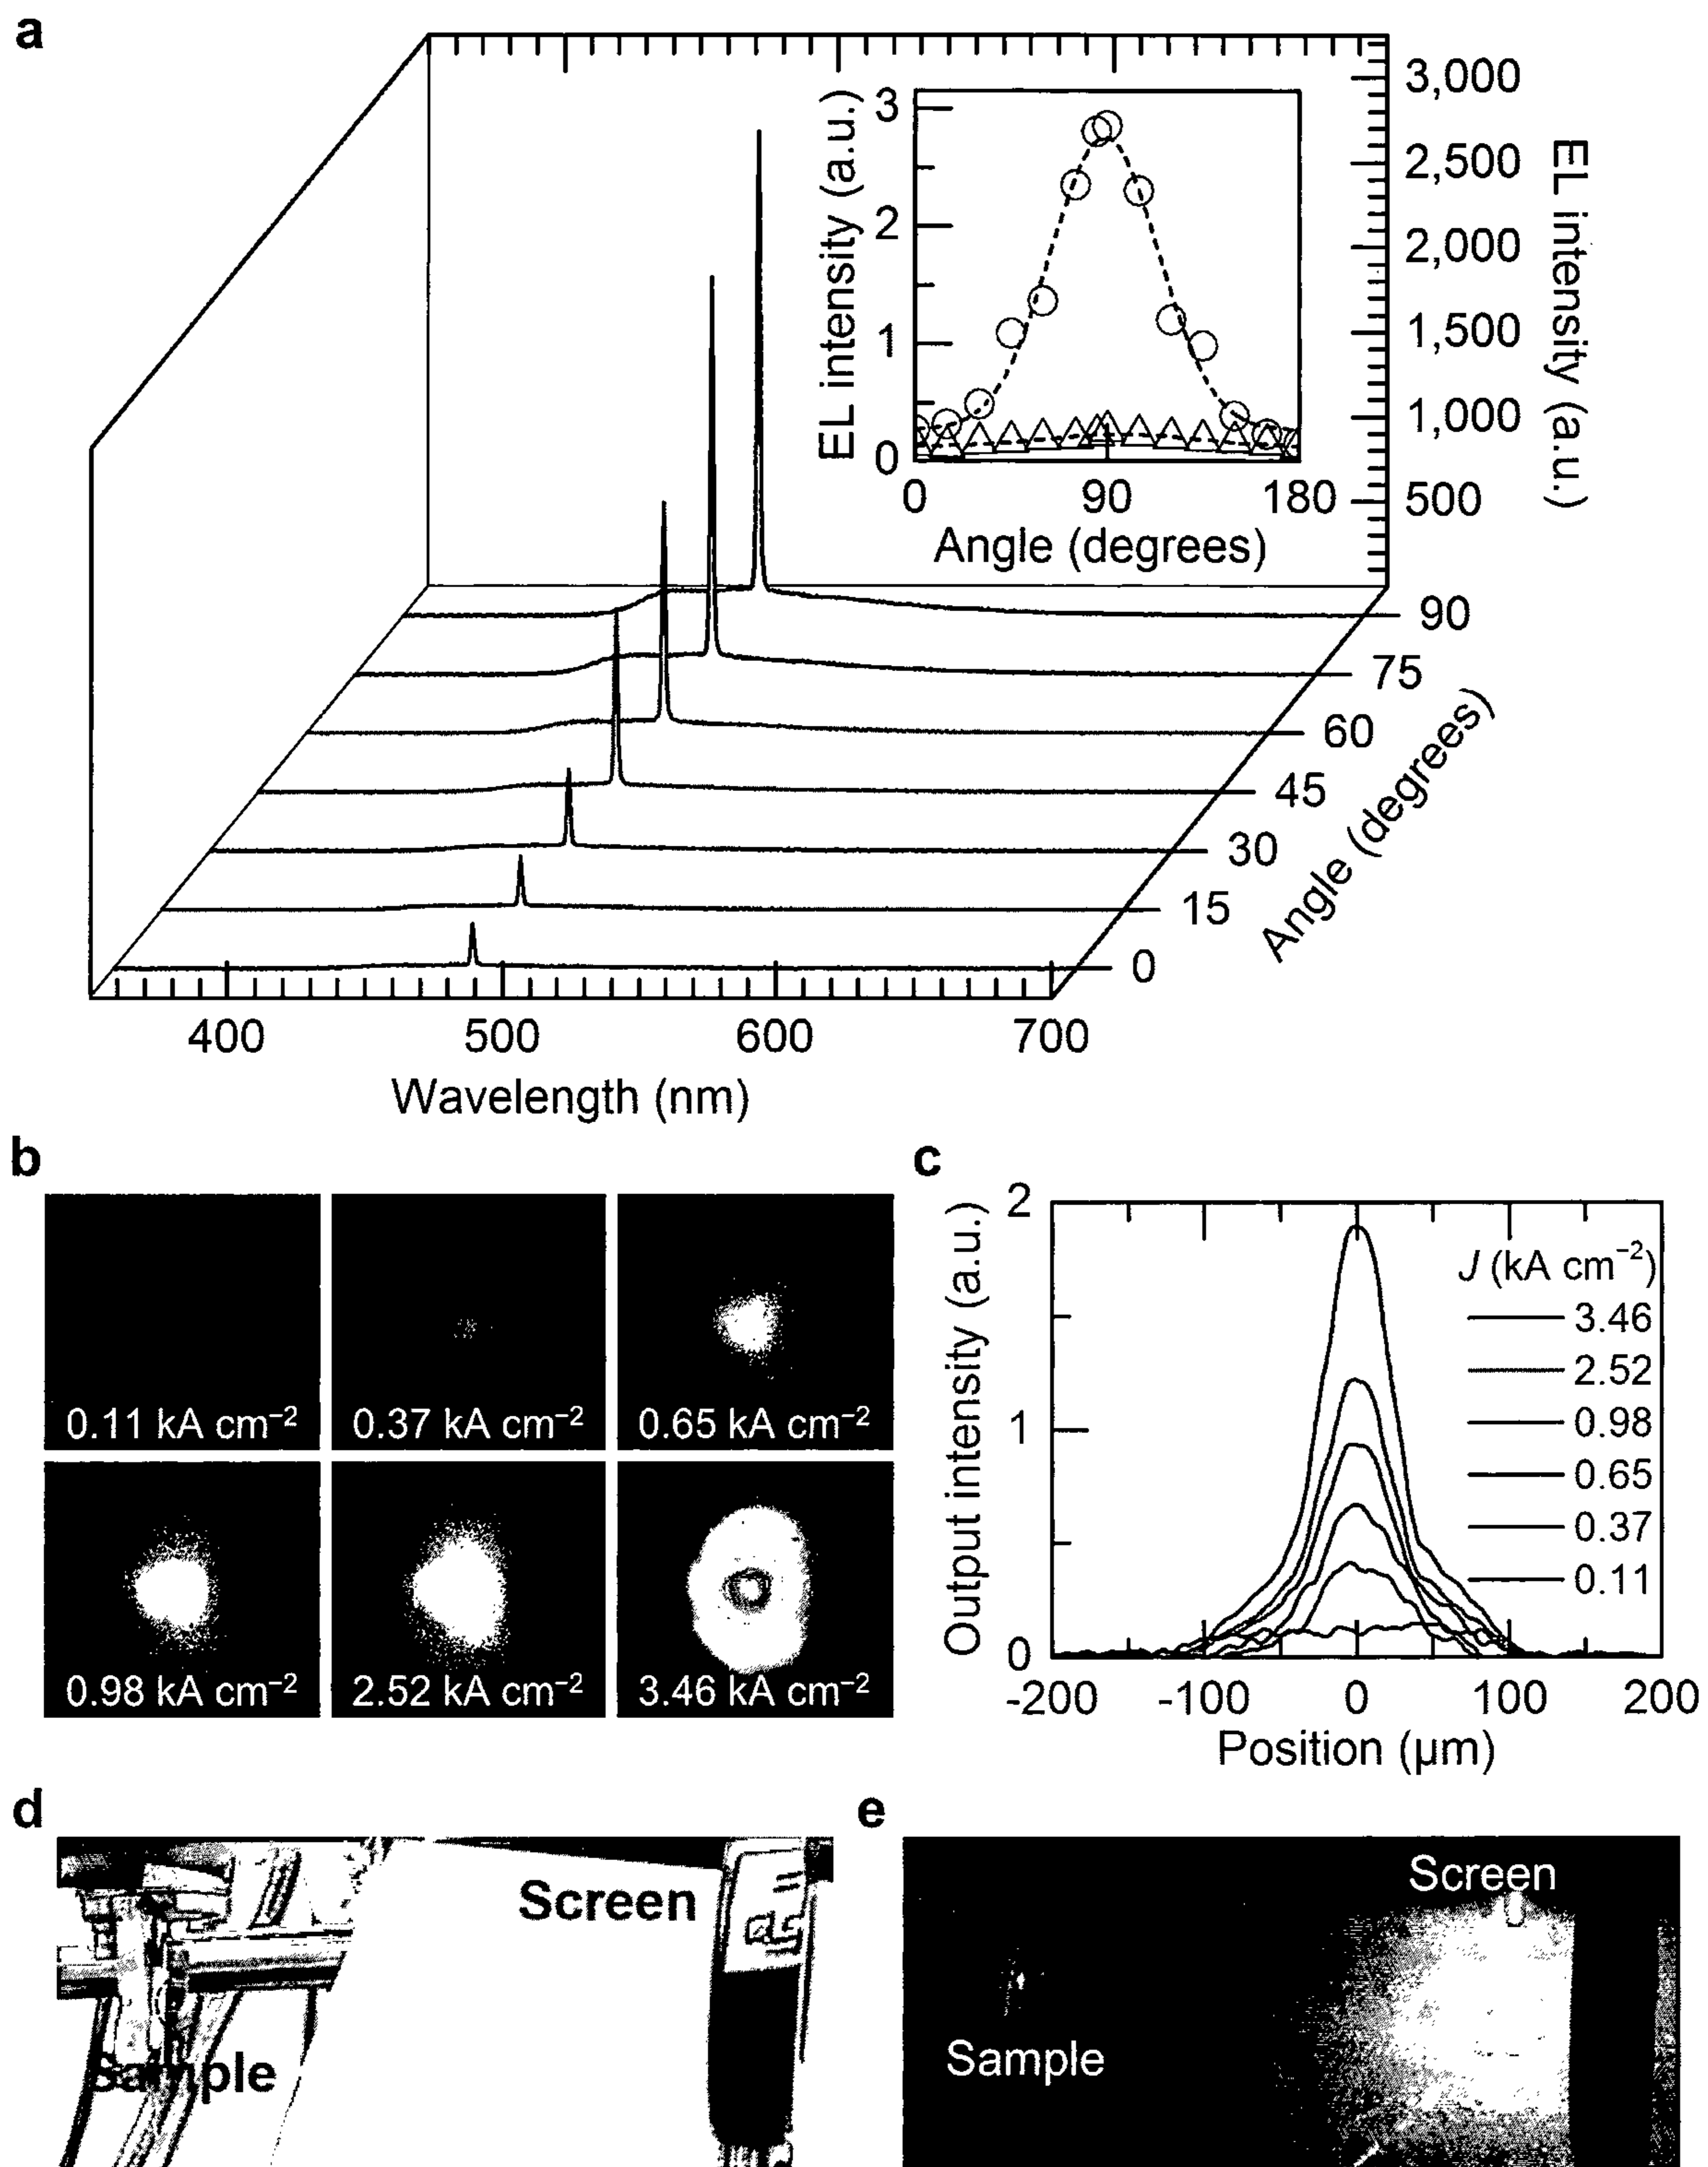 a
3,000
2,500
2,000
1,500
1,000
500
EL intensity (a.u.)
3
2
1
0
EL intensity (a.u.)
0 90 180
Angle (degrees)
90
75
60
45
30
15
0
Angle (degrees)
400 500 600 700
Wavelength (nm)
b
0.11 kA cm⁻²
0.37 kA cm⁻²
0.65 kA cm⁻²
0.98 kA cm⁻²
2.52 kA cm⁻²
3.46 kA cm⁻²
c
2
1
0
Output intensity (a.u.)
J (kA cm⁻²)
3.46
2.52
0.98
0.65
0.37
0.11
-200 -100 0 100 200
Position (μm)
d
Screen
Sample
e
Screen
Sample